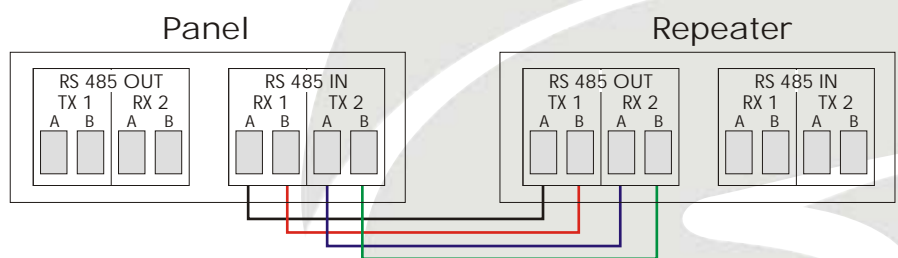 Panel
Repeater
RS 485 OUT
TX 1 RX 2
A B A B
RS 485 IN
RX 1 TX 2
A B A B
RS 485 OUT
TX 1 RX 2
A B A B
RS 485 IN
RX 1 TX 2
A B A B